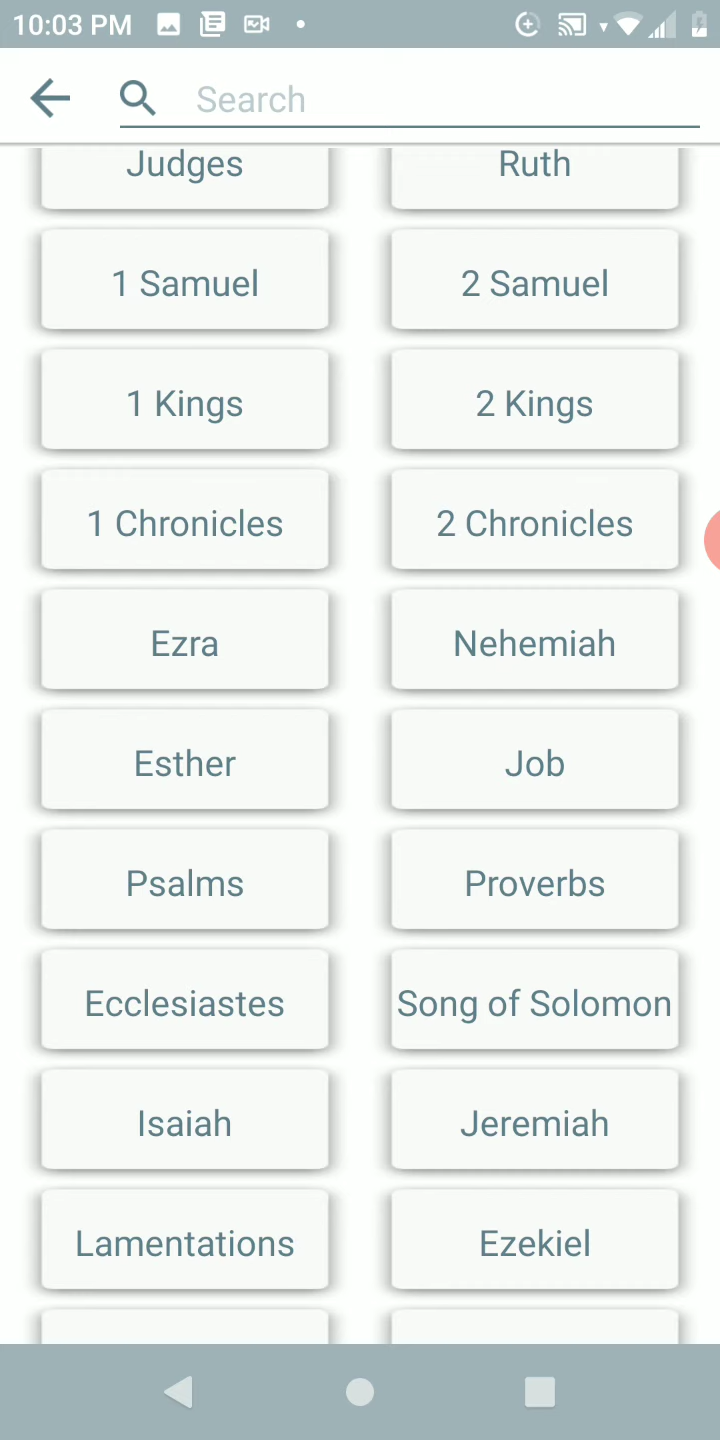 10:03 PM
Search
Judges Ruth
1 Samuel 2 Samuel
1 Kings 2 Kings
1 Chronicles 2 Chronicles
Ezra Nehemiah
Esther Job
Psalms Proverbs
Ecclesiastes Song of Solomon
Isaiah Jeremiah
Lamentations Ezekiel